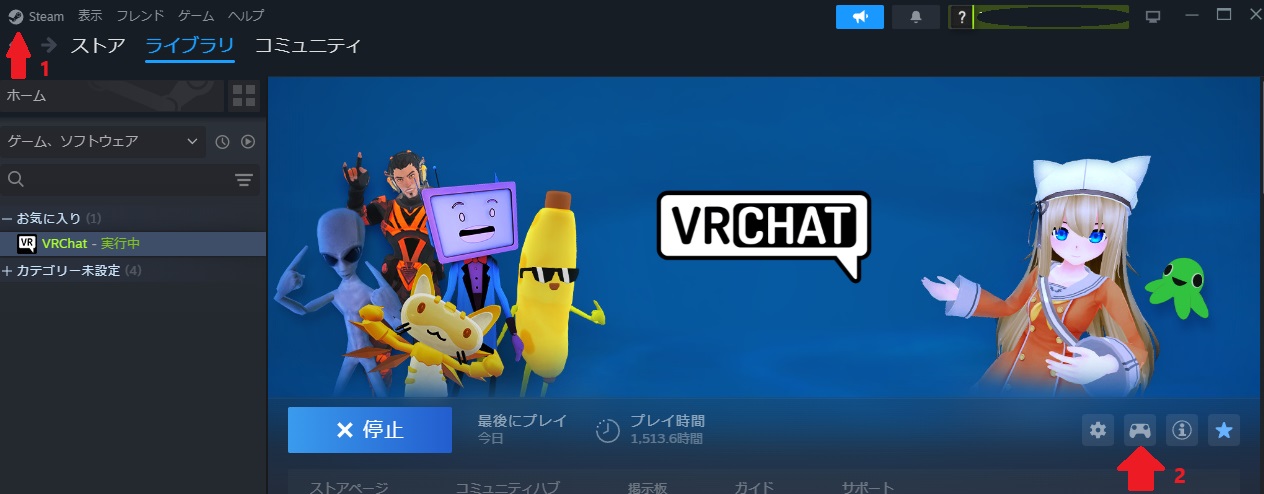 Steam 表示 フレンド ゲーム ヘルプ
?
ストア ライブラリ コミュニティ
1
ホーム
ゲーム、ソフトウェア
お気に入り (1)
VR VRChat - 実行中
カテゴリー未設定 (4)
VRCHAT
停止
最後にプレイ
今日
プレイ時間
1,513.6時間
2
ストアページ コミュニティハブ 掲示板 ガイド サポート